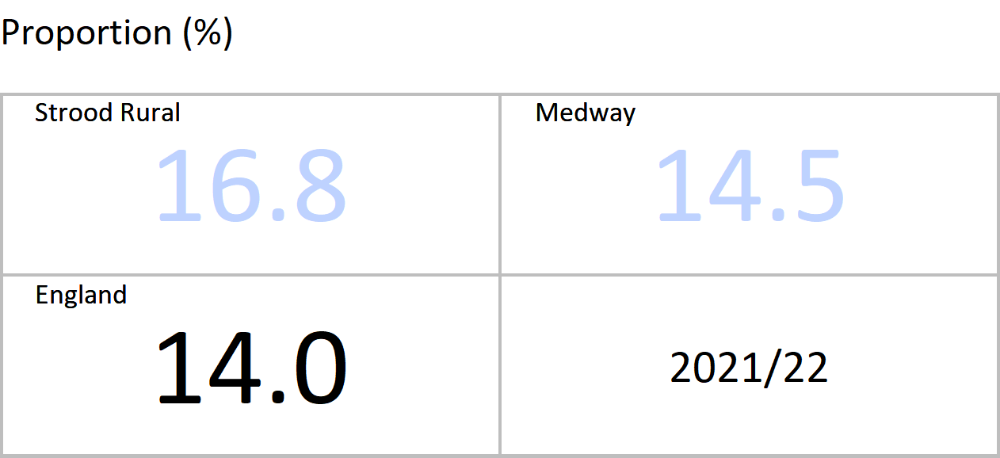 Proportion (%)
Strood Rural
16.8
Medway
14.5
England
14.0
2021/22